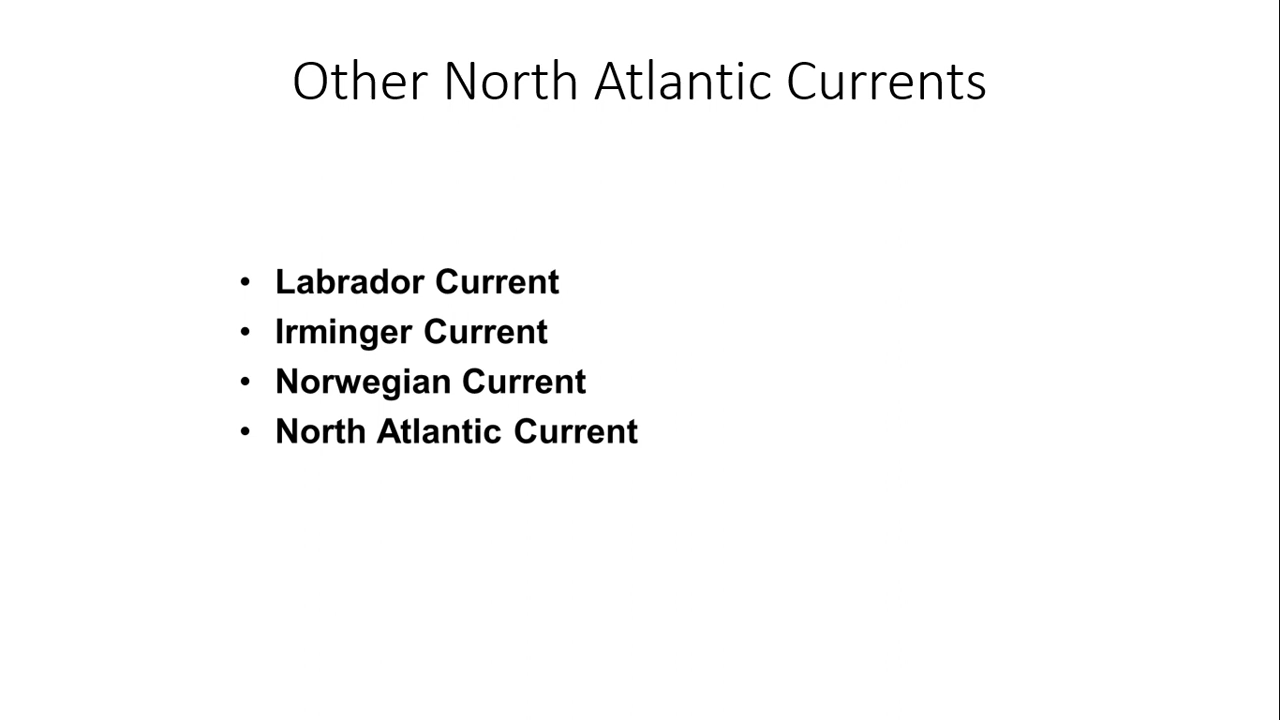 Other North Atlantic Currents
• Labrador Current
• Irminger Current
• Norwegian Current
• North Atlantic Current